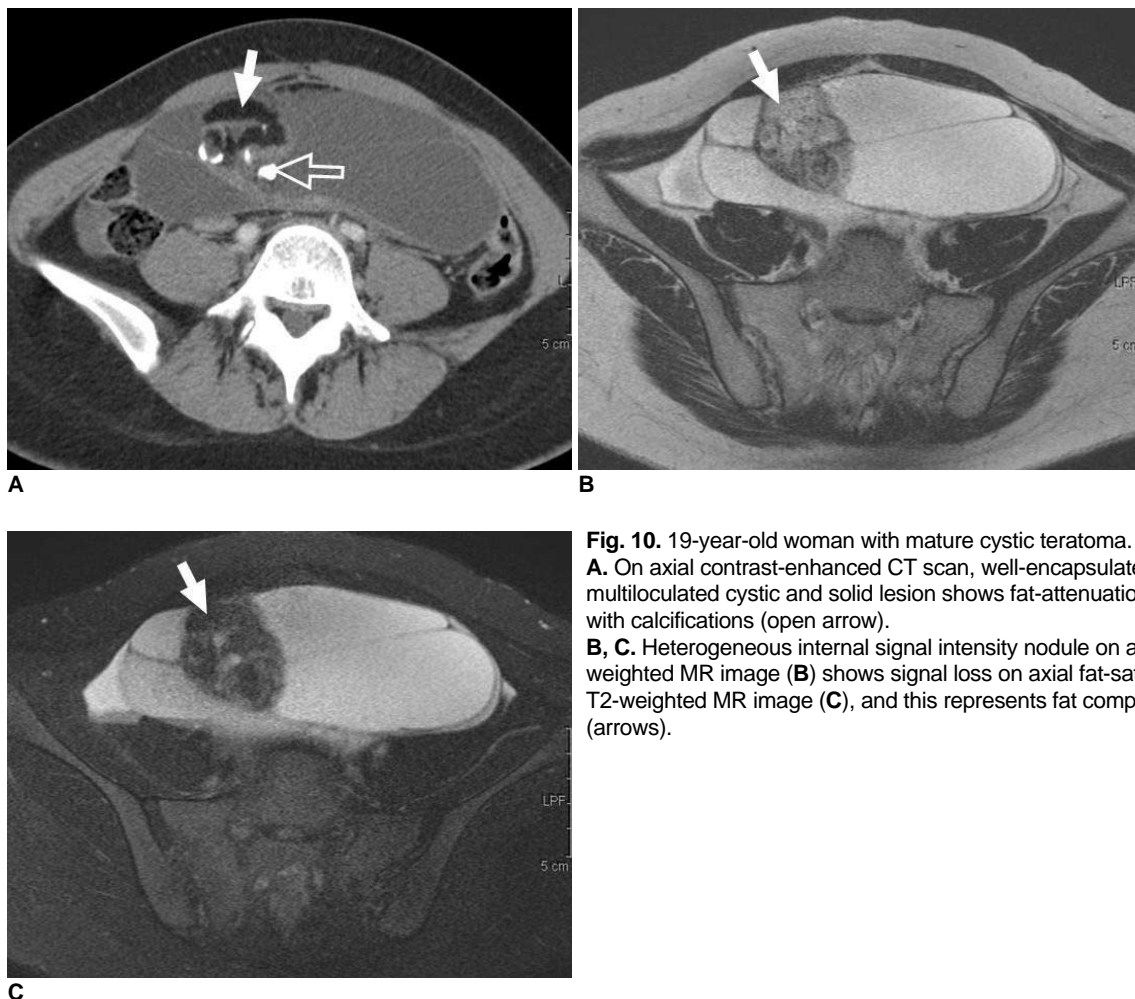 A
B
L
5 cm
LPF
5 cm
LPF
5 cm
C
Fig. 10. 19-year-old woman with mature cystic teratoma.
A. On axial contrast-enhanced CT scan, well-encapsulate
multiloculated cystic and solid lesion shows fat-attenuatio
with calcifications (open arrow).
B, C. Heterogeneous internal signal intensity nodule on a
weighted MR image (B) shows signal loss on axial fat-sa
T2-weighted MR image (C), and this represents fat comp
(arrows).